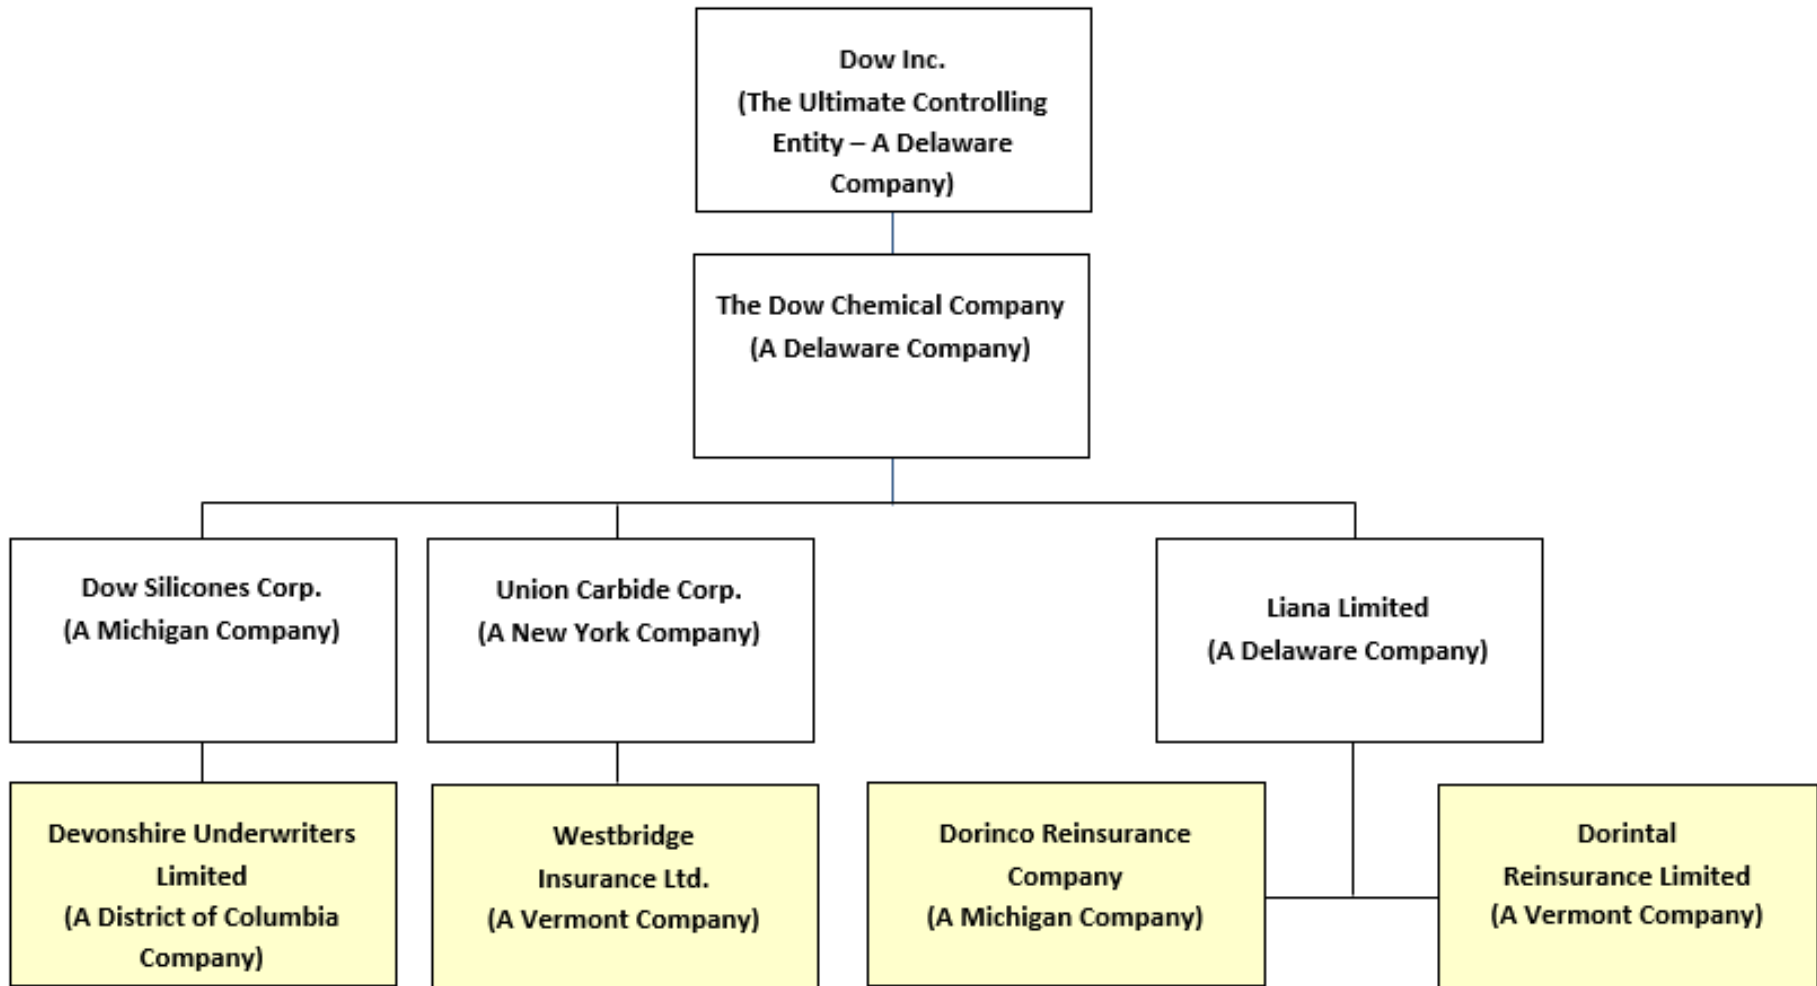 Dow Inc.
(The Ultimate Controlling
Entity – A Delaware
Company)
The Dow Chemical Company
(A Delaware Company)
Dow Silicones Corp.
(A Michigan Company)
Union Carbide Corp.
(A New York Company)
Liana Limited
(A Delaware Company)
Devonshire Underwriters
Limited
(A District of Columbia
Company)
Westbridge
Insurance Ltd.
(A Vermont Company)
Dorinco Reinsurance
Company
(A Michigan Company)
Dorintal
Reinsurance Limited
(A Vermont Company)